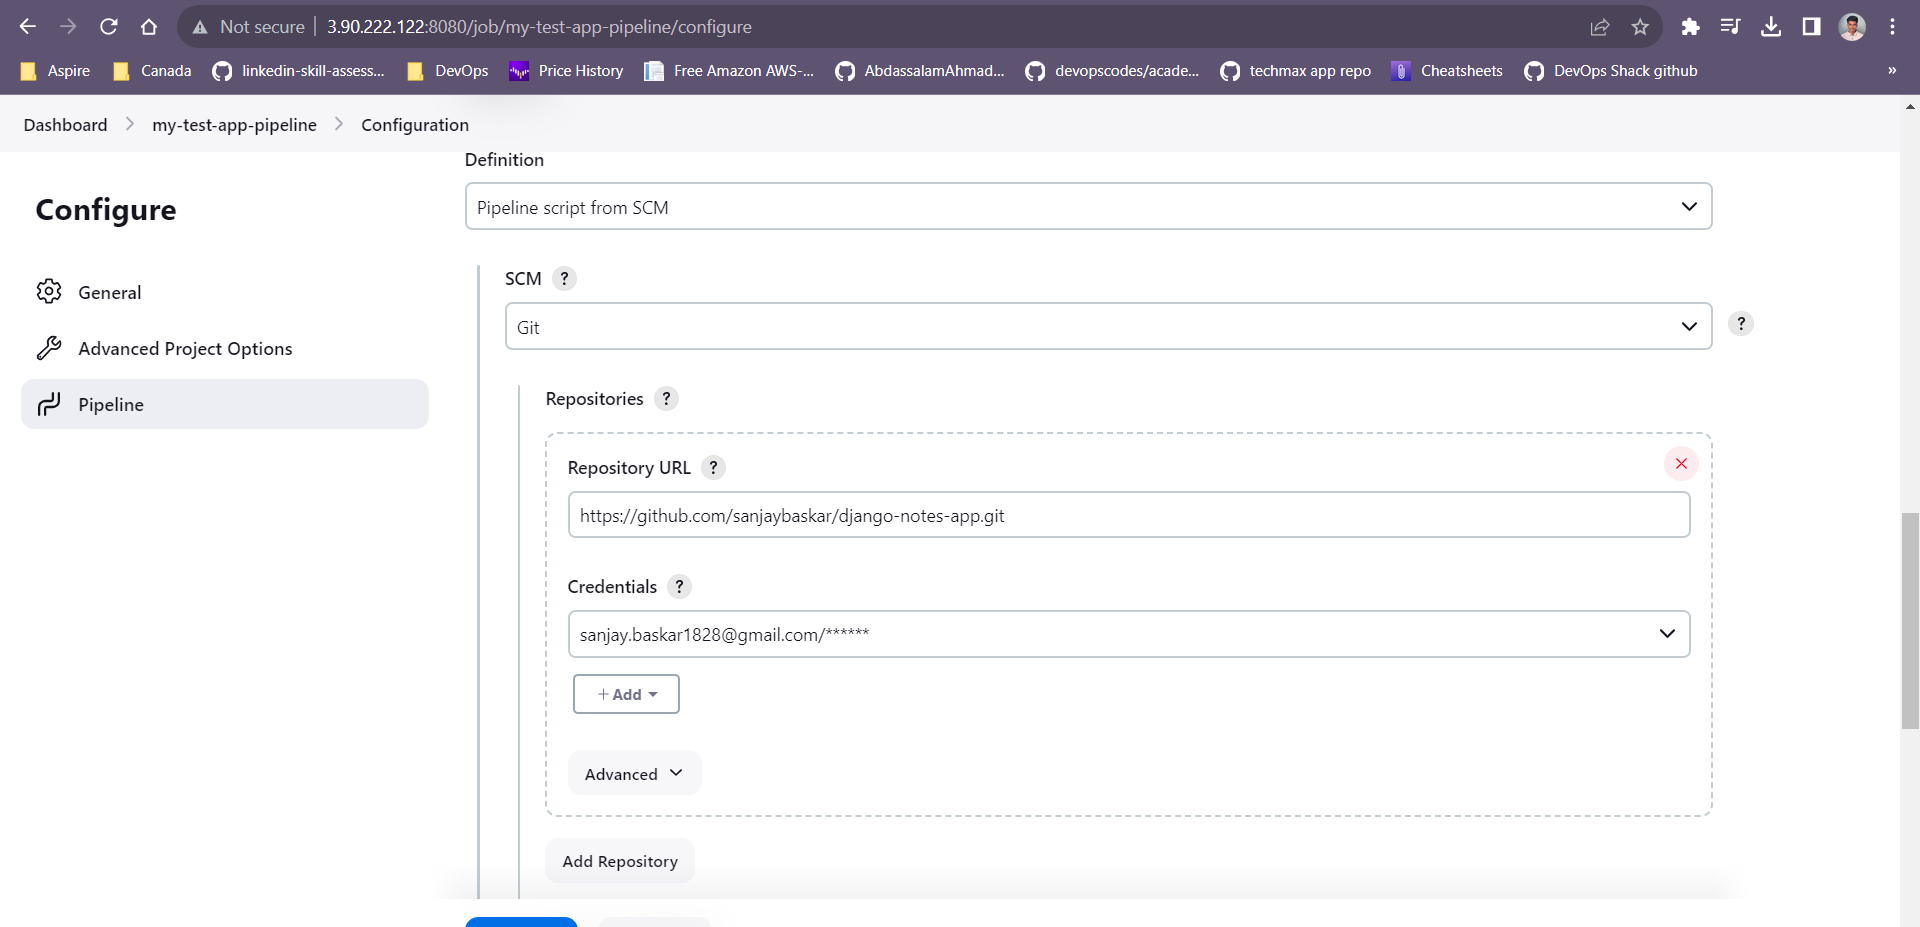 Not secure | 3.90.222.122:8080/job/my-test-app-pipeline/configure
Aspire Canada linkedin-skill-assess... DevOps Price History Free Amazon AWS-... AbdassalamAhmad... devopscodes/acade... techmax app repo Cheatsheets DevOps Shack github »
Dashboard > my-test-app-pipeline > Configuration
Configure
General
Advanced Project Options
Pipeline
Definition
Pipeline script from SCM
SCM ?
Git
?
Repositories ?
Repository URL ?
https://github.com/sanjaybaskar/django-notes-app.git
Credentials ?
sanjay.baskar1828@gmail.com/******
+ Add
Advanced
Add Repository